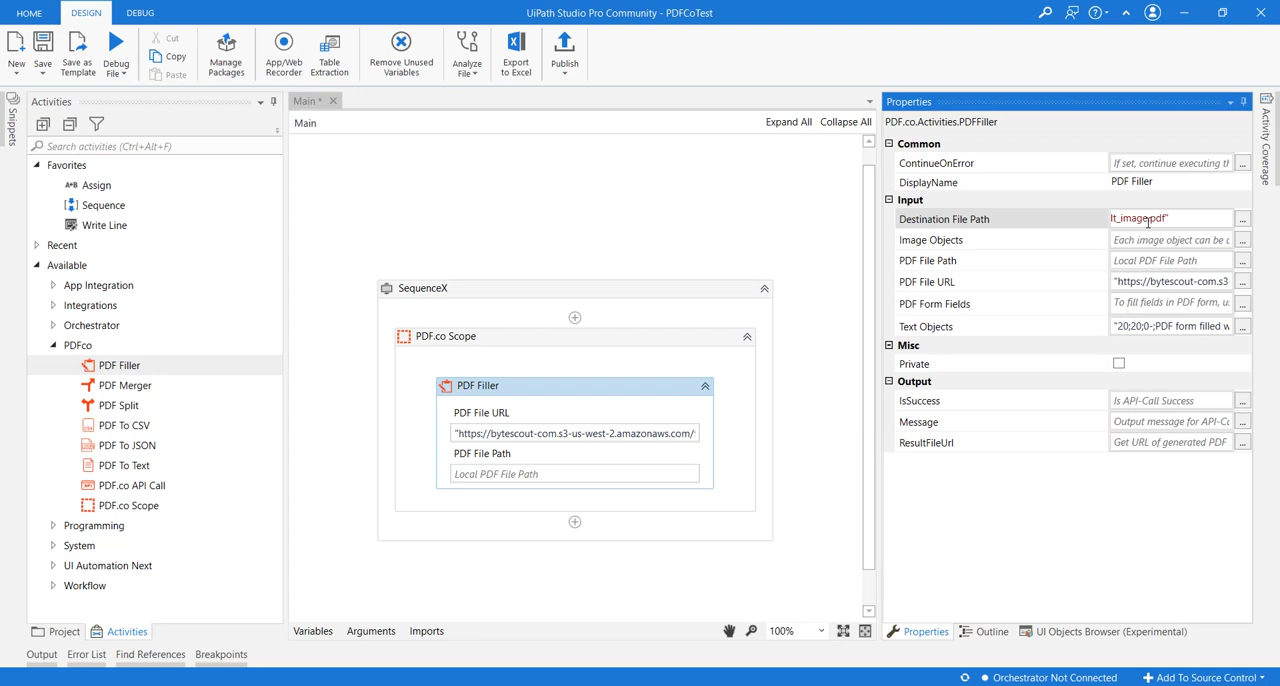 HOME DESIGN DEBUG UiPath Studio Pro Community - PDFCoTest
New Save Save as Template Debug File Cut Copy Paste Manage Packages App/Web Recorder Table Extraction Remove Unused Variables Analyze File Export to Excel Publish
Snippets
Activities
Search activities (Ctrl+Alt+F)
Favorites
A+B Assign
Sequence
Write Line
Recent
Available
App Integration
Integrations
Orchestrator
PDFco
PDF Filler
PDF Merger
PDF Split
PDF To CSV
PDF To JSON
PDF To Text
PDF.co API Call
PDF.co Scope
Programming
System
UI Automation Next
Workflow
Project Activities
Main *
Main Expand All Collapse All
SequenceX
PDF.co Scope
PDF Filler
PDF File URL
"https://bytescout-com.s3-us-west-2.amazonaws.com/
PDF File Path
Local PDF File Path
Variables Arguments Imports 100%
Properties
PDF.co.Activities.PDFFiller
Common
ContinueOnError If set, continue executing th ...
DisplayName PDF Filler
Input
Destination File Path lt_image.pdf" ...
Image Objects Each image object can be c ...
PDF File Path Local PDF File Path ...
PDF File URL "https://bytescout-com.s3 ...
PDF Form Fields To fill fields in PDF form, u ...
Text Objects "20;20;0-;PDF form filled w ...
Misc
Private
Output
IsSuccess Is API-Call Success ...
Message Output message for API-Ca ...
ResultFileUrl Get URL of generated PDF ...
Activity Coverage
Properties Outline UI Objects Browser (Experimental)
Output Error List Find References Breakpoints
Orchestrator Not Connected Add To Source Control